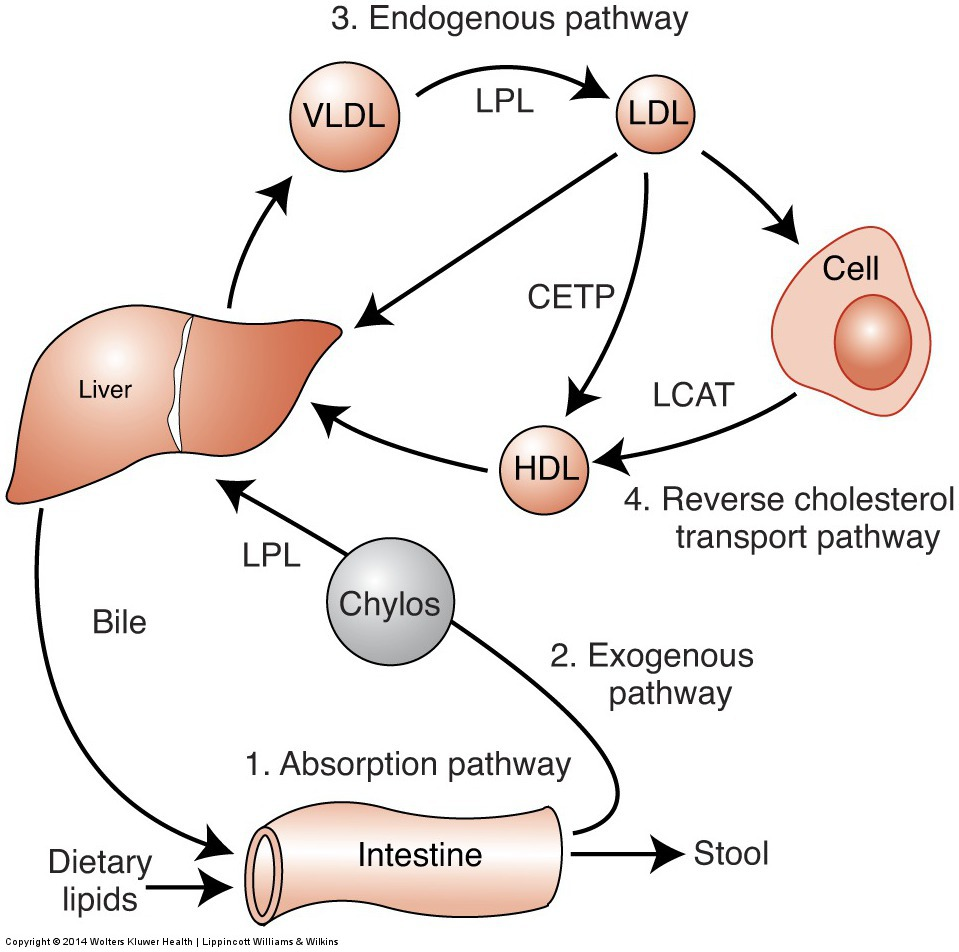 3. Endogenous pathway
VLDL
LPL
LDL
Cell
CETP
Liver
LCAT
HDL
4. Reverse cholesterol
transport pathway
LPL
Chylos
Bile
2. Exogenous
pathway
1. Absorption pathway
Intestine
Stool
Dietary
lipids
Copyright © 2014 Wolters Kluwer Health | Lippincott Williams & Wilkins